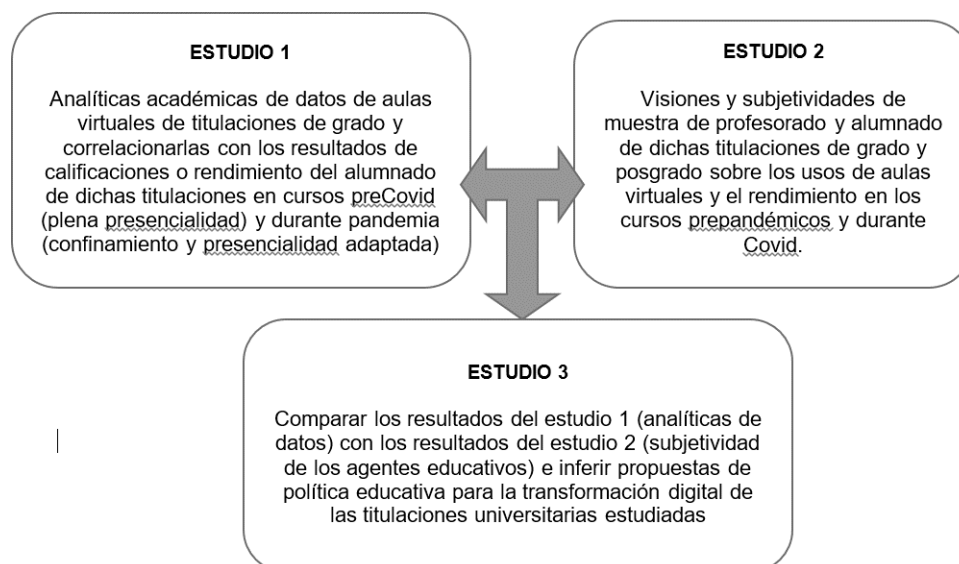 ESTUDIO 1
Analíticas académicas de datos de aulas
virtuales de titulaciones de grado y
correlacionarlas con los resultados de
calificaciones o rendimiento del alumnado
de dichas titulaciones en cursos preCovid
(plena presencialidad) y durante pandemia
(confinamiento y presencialidad adaptada)
ESTUDIO 2
Visiones y subjetividades de
muestra de profesorado y alumnado
de dichas titulaciones de grado y
posgrado sobre los usos de aulas
virtuales y el rendimiento en los
cursos prepandémicos y durante
Covid.
ESTUDIO 3
Comparar los resultados del estudio 1 (analíticas de
datos) con los resultados del estudio 2 (subjetividad
de los agentes educativos) e inferir propuestas de
política educativa para la transformación digital de
las titulaciones universitarias estudiadas